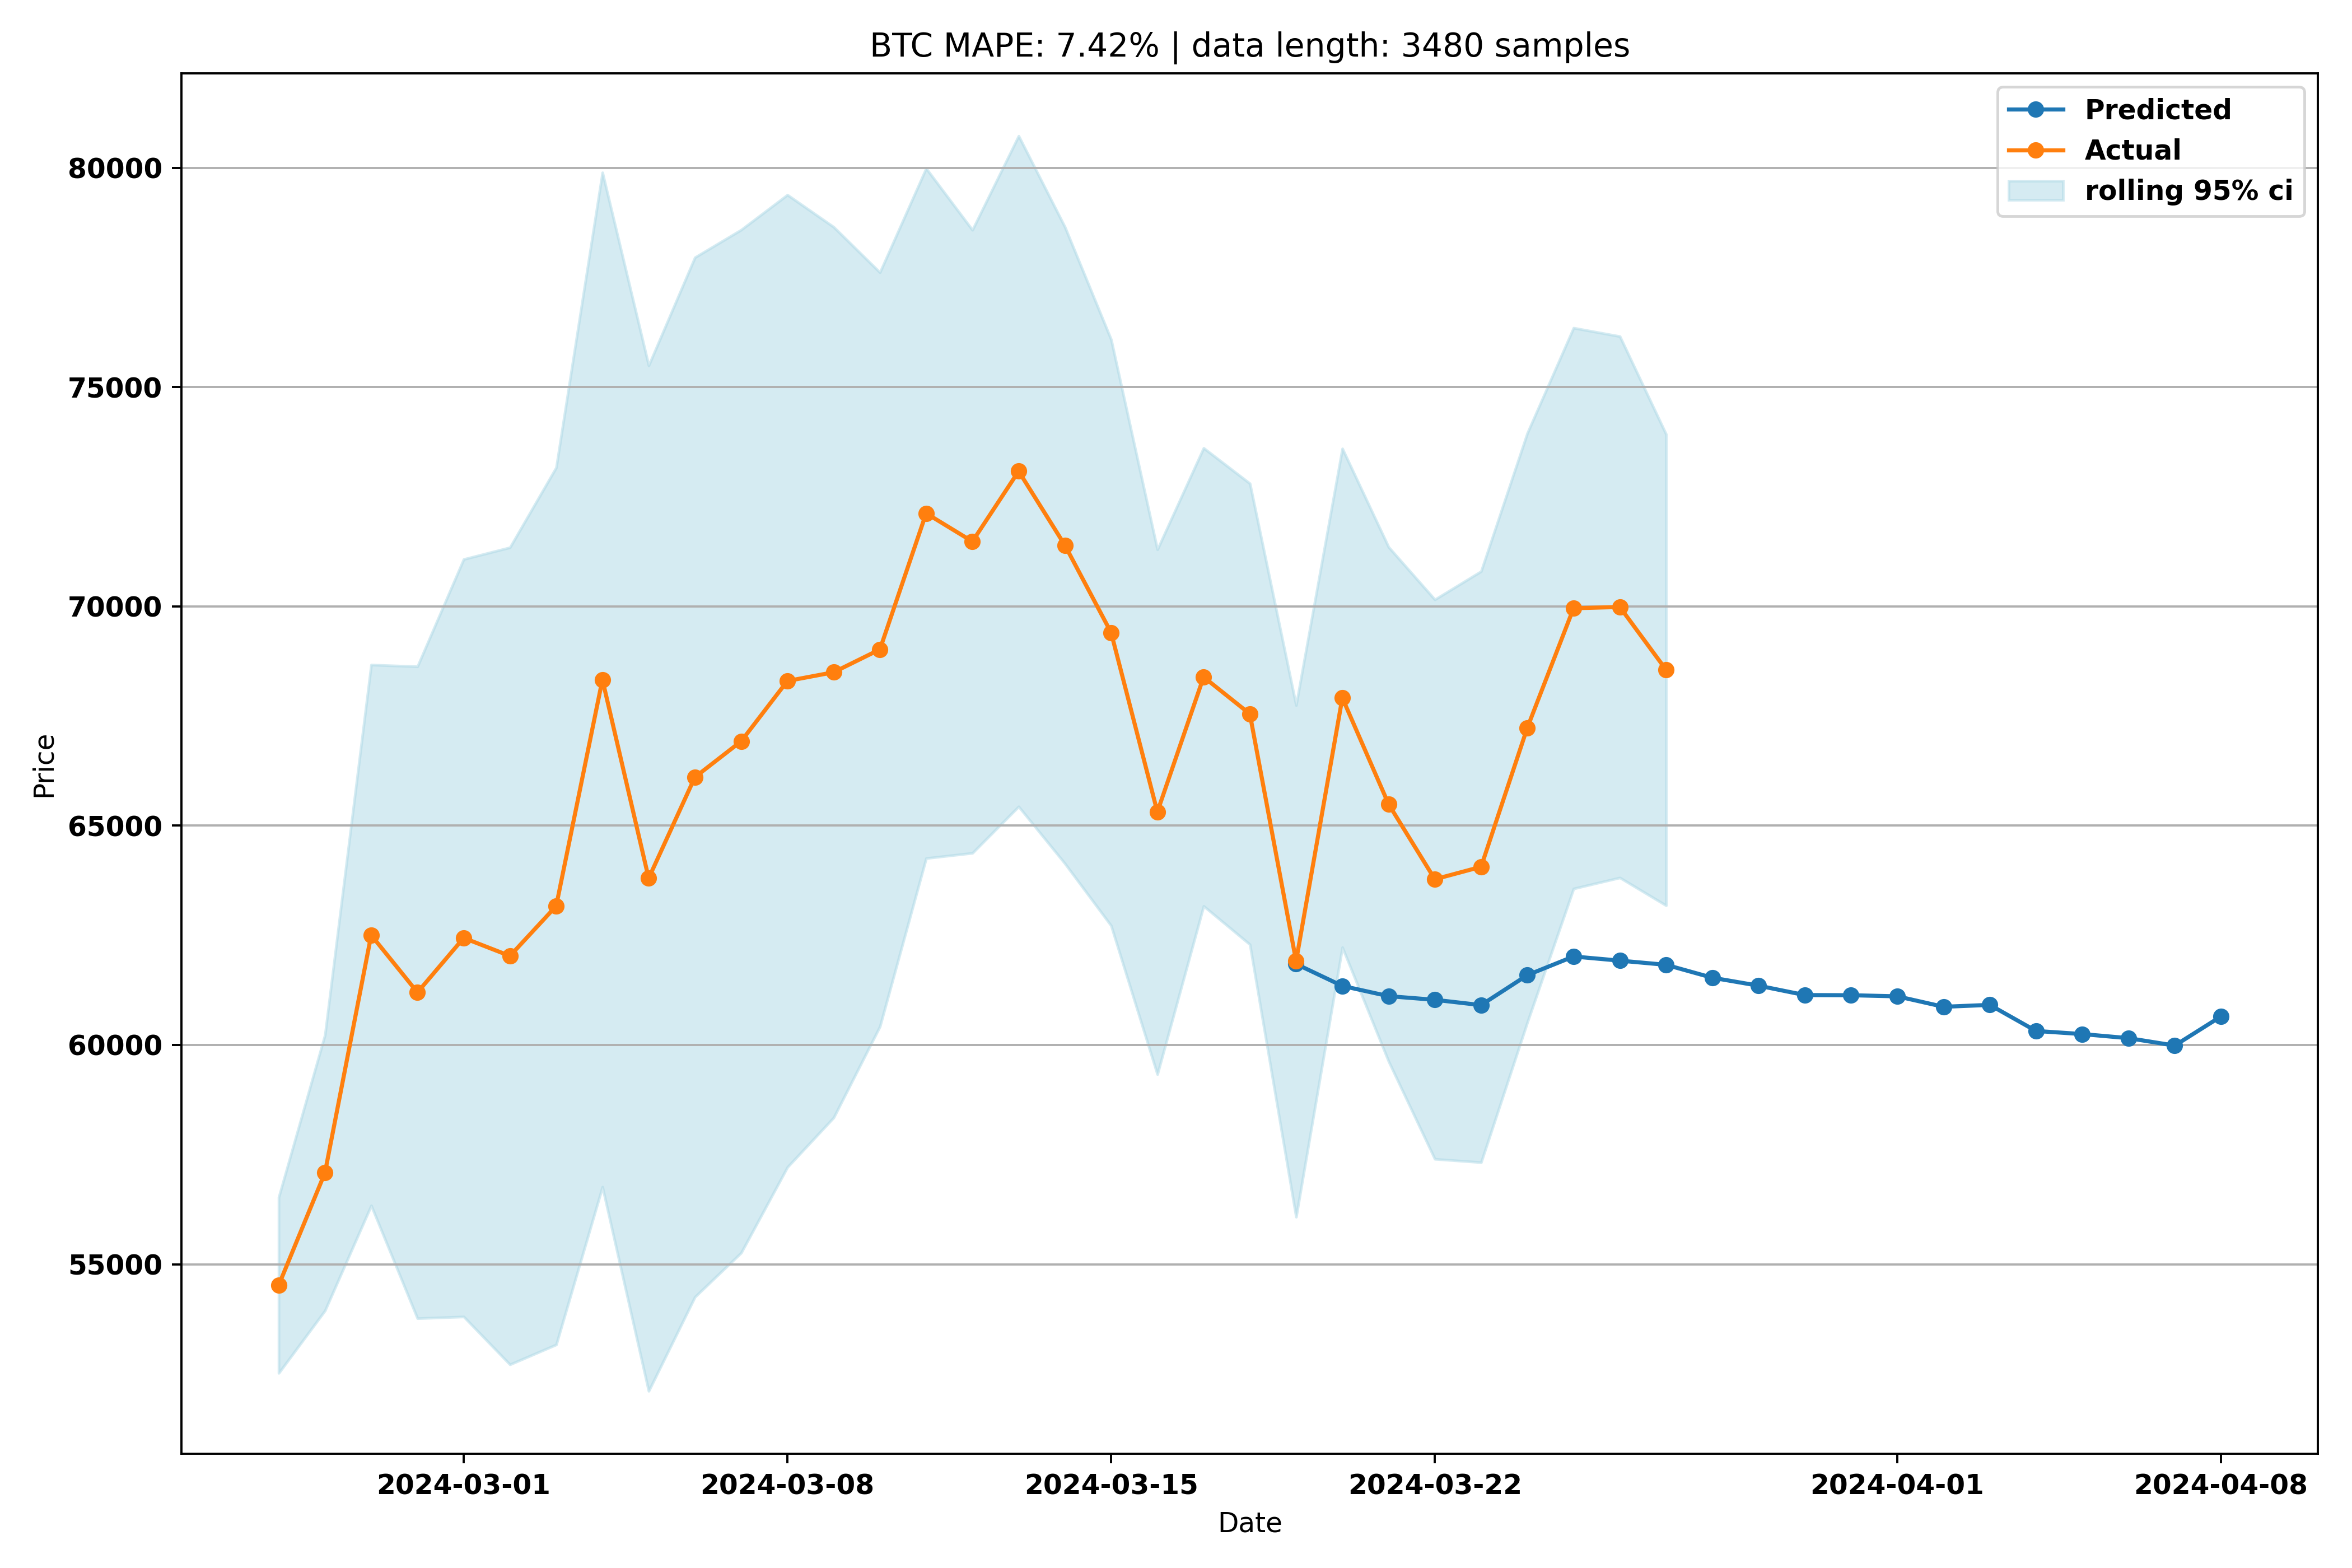 BTC MAPE: 7.42% | data length: 3480 samples
Predicted
Actual
rolling 95% ci
80000
75000
70000
65000
60000
55000
Price
2024-03-01
2024-03-08
2024-03-15
2024-03-22
2024-04-01
2024-04-08
Date